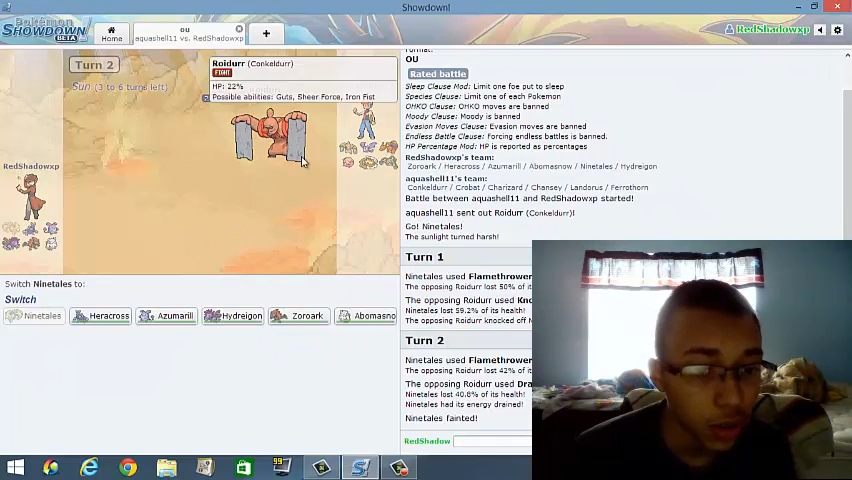 Showdown!
Pokémon
SHOWDOWN
BETA
Home
ou
aquashell11 vs. RedShadowxp
+
RedShadowxp
Turn 2
Sun (3 to 6 turns left)
Roidurr (Conkeldurr)
FIGHT
HP: 22%
Possible abilities: Guts, Sheer Force, Iron Fist
RedShadowxp
Switch Ninetales to:
Switch
Ninetales
Heracross
Azumarill
Hydreigon
Zoroark
Abomasno
Format:
OU
Rated battle
Sleep Clause Mod: Limit one foe put to sleep
Species Clause: Limit one of each Pokemon
OHKO Clause: OHKO moves are banned
Moody Clause: Moody is banned
Evasion Moves Clause: Evasion moves are banned
Endless Battle Clause: Forcing endless battles is banned.
HP Percentage Mod: HP is reported as percentages
RedShadowxp's team:
Zoroark / Heracross / Azumarill / Abomasnow / Ninetales / Hydreigon
aquashell11's team:
Conkeldurr / Crobat / Charizard / Chansey / Landorus / Ferrothorn
Battle between aquashell11 and RedShadowxp started!
aquashell11 sent out Roidurr (Conkeldurr)!
Go! Ninetales!
The sunlight turned harsh!
Turn 1
Ninetales used Flamethrower
The opposing Roidurr lost 50% of
The opposing Roidurr used Kno
Ninetales lost 59.2% of its health!
The opposing Roidurr knocked off N
Turn 2
Ninetales used Flamethrower
The opposing Roidurr lost 42% of it
The opposing Roidurr used Dra
Ninetales lost 40.8% of its health!
Ninetales had its energy drained!
Ninetales fainted!
RedShadow
99